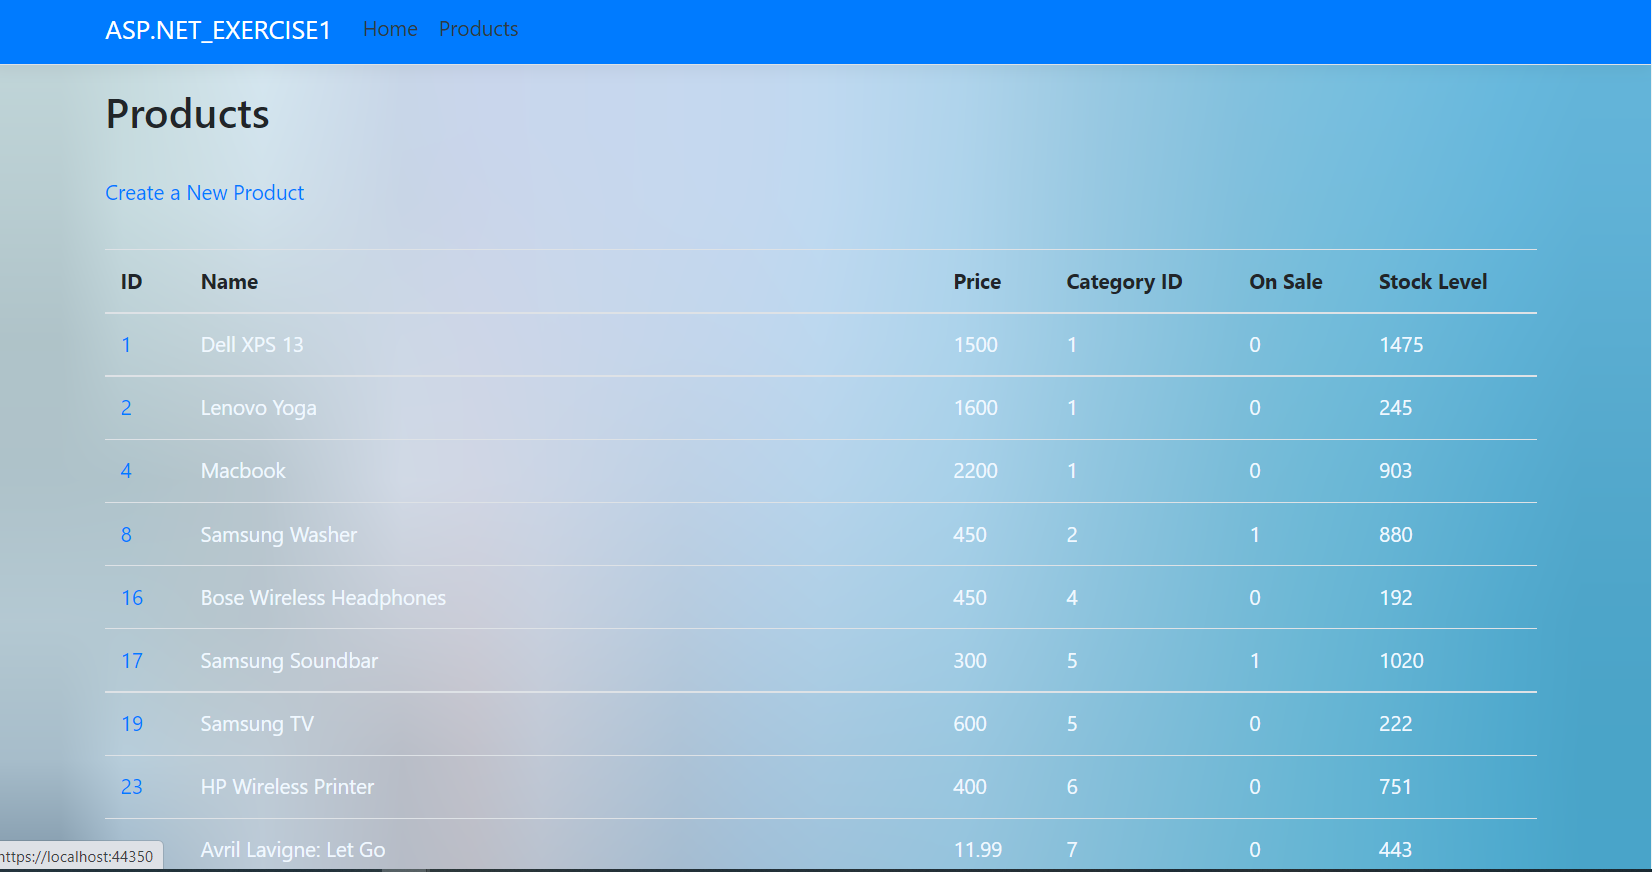 ASP.NET_EXERCISE1 Home Products
Products
Create a New Product
ID Name Price Category ID On Sale Stock Level
1 Dell XPS 13 1500 1 0 1475
2 Lenovo Yoga 1600 1 0 245
4 Macbook 2200 1 0 903
8 Samsung Washer 450 2 1 880
16 Bose Wireless Headphones 450 4 0 192
17 Samsung Soundbar 300 5 1 1020
19 Samsung TV 600 5 0 222
23 HP Wireless Printer 400 6 0 751
Avril Lavigne: Let Go 11.99 7 0 443
https://localhost:44350